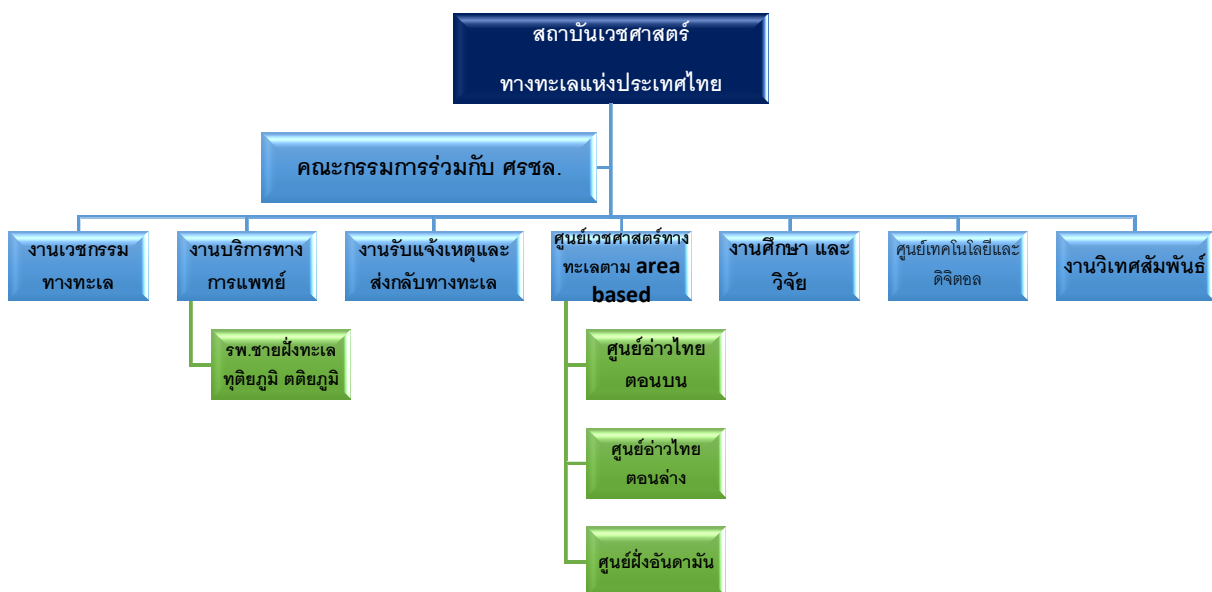 สถาบันเวชศาสตร์
ทางทะเลแห่งประเทศไทย
คณะกรรมการร่วมกับ ศรชล.
งานเวชกรรม
ทางทะเล
งานบริการทาง
การแพทย์
งานรับแจ้งเหตุและ
ส่งกลับทางทะเล
ศูนย์เวชศาสตร์ทาง
ทะเลตาม area
based
งานศึกษา และ
วิจัย
ศูนย์เทคโนโลยีและ
ดิจิตอล
งานวิเทศสัมพันธ์
รพ.ชายฝั่งทะเล
ทุติยภูมิ ตติยภูมิ
ศูนย์อ่าวไทย
ตอนบน
ศูนย์อ่าวไทย
ตอนล่าง
ศูนย์ฝั่งอันดามัน